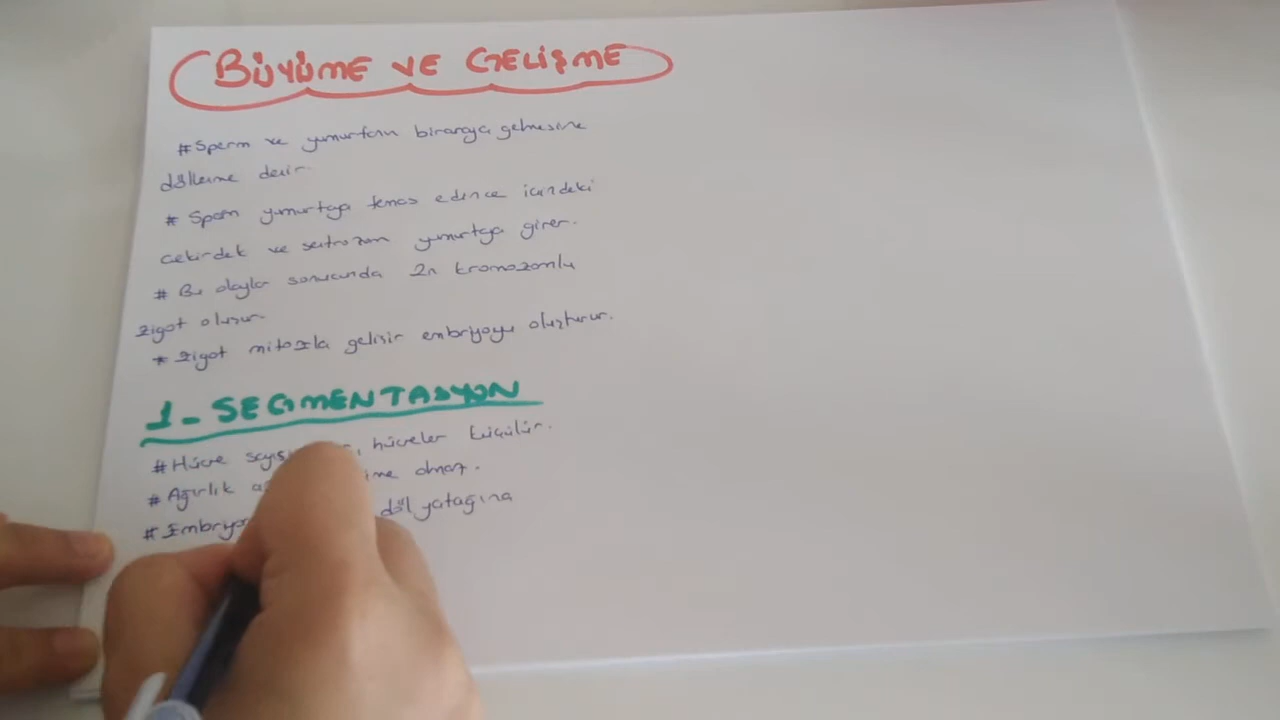 BÜYÜME VE GELİŞME
#Sperm ve yumurtanın biraraya gelmesine
döllenme denir.
# Sperm yumurtaya temas edince içindeki
çekirdek ve sentrozom yumurtaya girer.
# Bu olaylar sonucunda 2n kromozomlu
zigot oluşur.
* Zigot mitozla gelişir embriyoyu oluşturur.
1- SEGMENTASYON
#Hücre sayısı , hücreler küçülür.
#Ağırlık olmaz.
#Embriyo döl yatağına